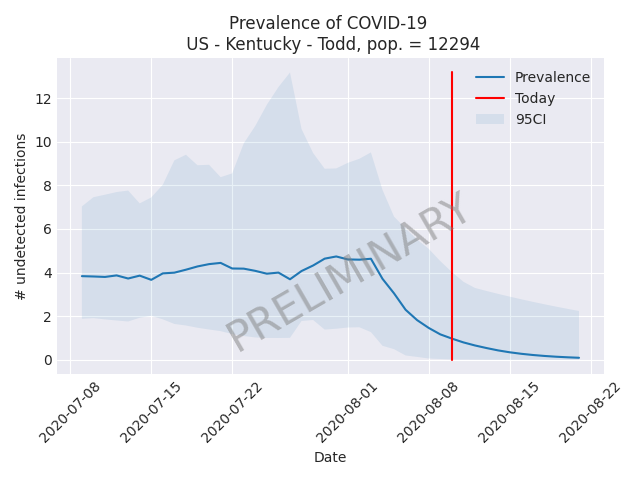 Prevalence of COVID-19
US - Kentucky - Todd, pop. = 12294
# undetected infections
12
10
8
6
4
2
0
Prevalence
Today
95CI
PRELIMINARY
2020-07-08
2020-07-15
2020-07-22
2020-08-01
2020-08-08
2020-08-15
2020-08-22
Date